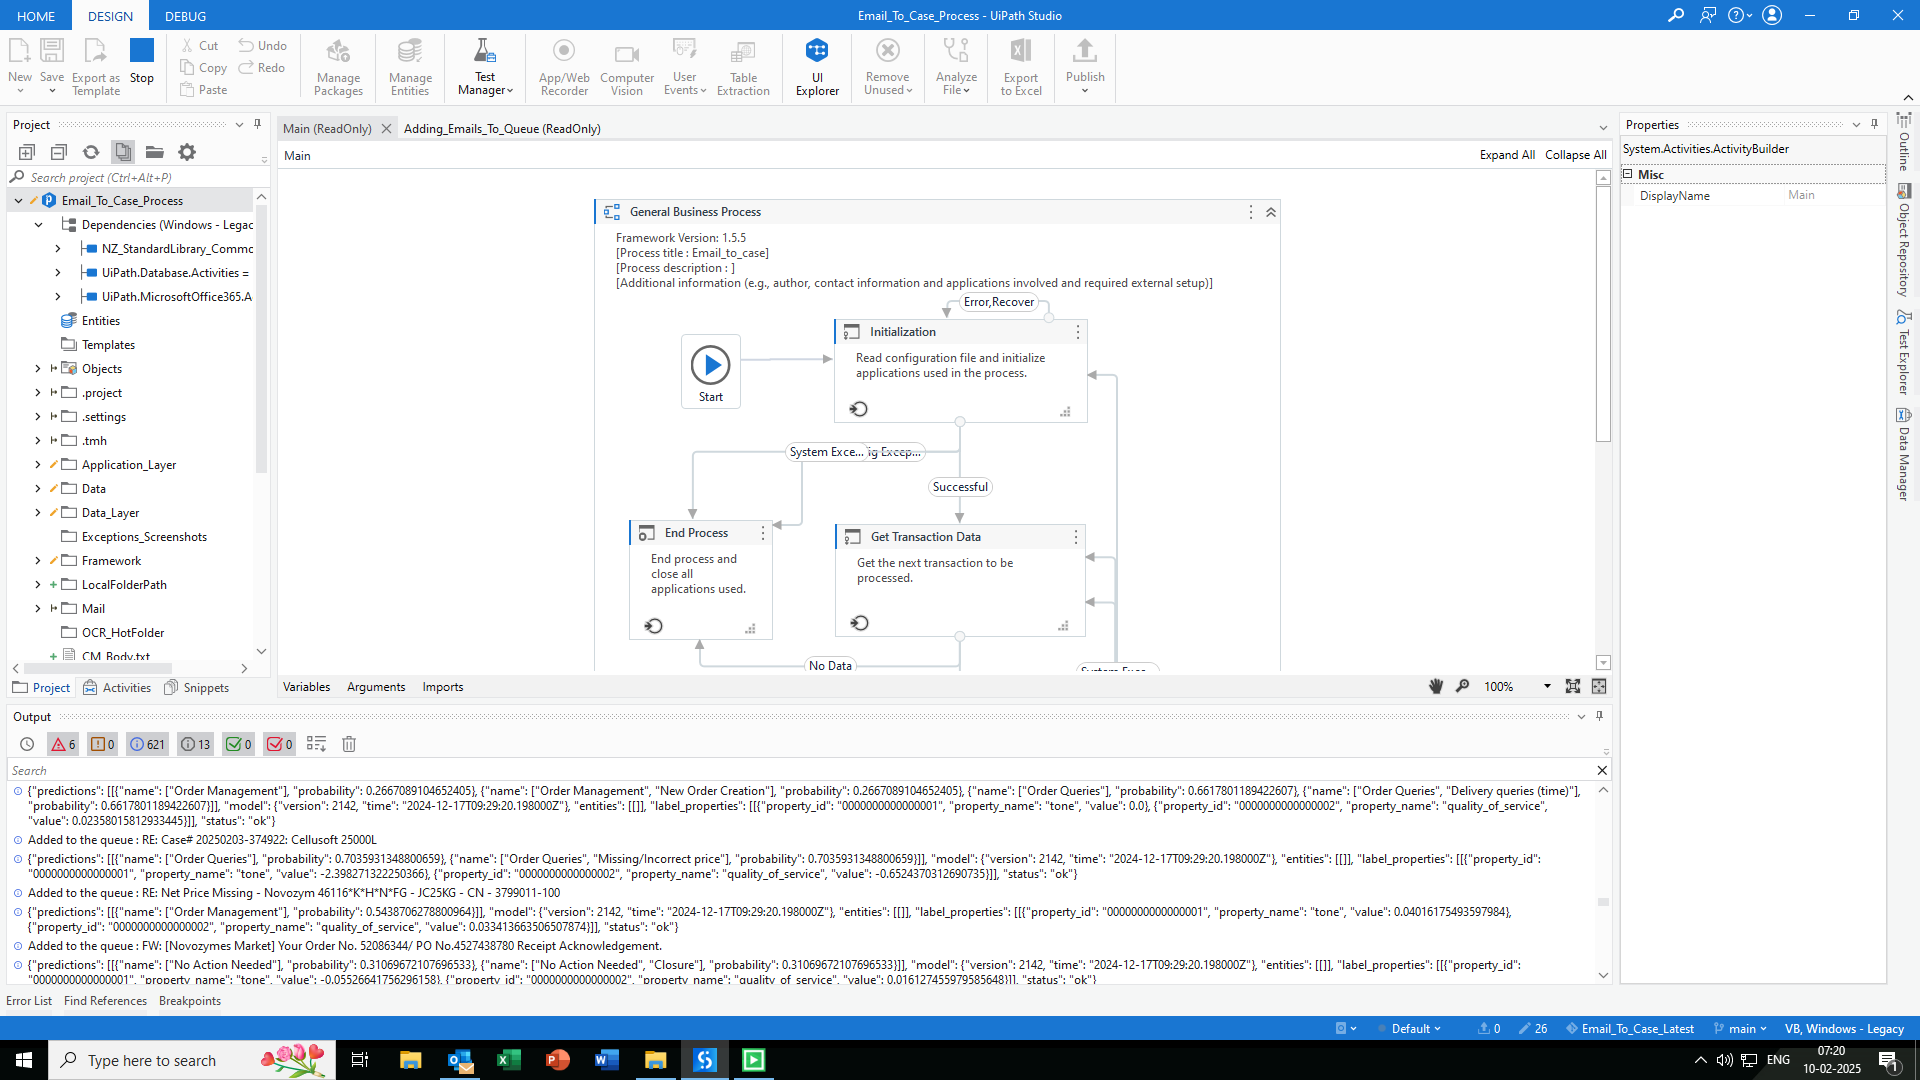 HOME DESIGN DEBUG Email_To_Case_Process - UiPath Studio
New Save Export as Template Stop Cut Copy Paste Undo Redo Manage Packages Manage Entities Test Manager App/Web Recorder Computer Vision User Events Table Extraction UI Explorer Remove Unused Analyze File Export to Excel Publish
Project
Search project (Ctrl+Alt+P)
Email_To_Case_Process
Dependencies (Windows - Legac
NZ_StandardLibrary_Commo
UiPath.Database.Activities =
UiPath.MicrosoftOffice365.A
Entities
Templates
Objects
.project
.settings
.tmh
Application_Layer
Data
Data_Layer
Exceptions_Screenshots
Framework
LocalFolderPath
Mail
OCR_HotFolder
CM_Body.txt
Project Activities Snippets
Main (ReadOnly) Adding_Emails_To_Queue (ReadOnly)
Main Expand All Collapse All
General Business Process
Framework Version: 1.5.5
[Process title : Email_to_case]
[Process description : ]
[Additional information (e.g., author, contact information and applications involved and required external setup)]
Error,Recover
Start
Initialization
Read configuration file and initialize
applications used in the process.
System Exce... ig Excep...
Successful
End Process
End process and
close all
applications used.
Get Transaction Data
Get the next transaction to be
processed.
No Data
System Exce...
Variables Arguments Imports 100%
Properties
System.Activities.ActivityBuilder
Misc
DisplayName Main
Outline
Object Repository
Test Explorer
Data Manager
Output
6 0 621 13 0 0
Search
{"predictions": [[{"name": ["Order Management"], "probability": 0.2667089104652405}, {"name": ["Order Management", "New Order Creation"], "probability": 0.2667089104652405}, {"name": ["Order Queries"], "probability": 0.6617801189422607}, {"name": ["Order Queries", "Delivery queries (time)"],
"probability": 0.6617801189422607}]], "model": {"version": 2142, "time": "2024-12-17T09:29:20.198000Z"}, "entities": [[]], "label_properties": [[{"property_id": "0000000000000001", "property_name": "tone", "value": 0.0}, {"property_id": "0000000000000002", "property_name": "quality_of_service",
"value": 0.02358015812933445}]], "status": "ok"}
Added to the queue : RE: Case# 20250203-374922: Cellusoft 25000L
{"predictions": [[{"name": ["Order Queries"], "probability": 0.7035931348800659}, {"name": ["Order Queries", "Missing/Incorrect price"], "probability": 0.7035931348800659}]], "model": {"version": 2142, "time": "2024-12-17T09:29:20.198000Z"}, "entities": [[]], "label_properties": [[{"property_id":
"0000000000000001", "property_name": "tone", "value": -2.398271322250366}, {"property_id": "0000000000000002", "property_name": "quality_of_service", "value": -0.6524370312690735}]], "status": "ok"}
Added to the queue : RE: Net Price Missing - Novozym 46116*K*H*N*FG - JC25KG - CN - 3799011-100
{"predictions": [[{"name": ["Order Management"], "probability": 0.5438706278800964}]], "model": {"version": 2142, "time": "2024-12-17T09:29:20.198000Z"}, "entities": [[]], "label_properties": [[{"property_id": "0000000000000001", "property_name": "tone", "value": 0.04016175493597984},
{"property_id": "0000000000000002", "property_name": "quality_of_service", "value": 0.033413663506507874}]], "status": "ok"}
Added to the queue : FW: [Novozymes Market] Your Order No. 52086344/ PO No.4527438780 Receipt Acknowledgement.
{"predictions": [[{"name": ["No Action Needed"], "probability": 0.31069672107696533}, {"name": ["No Action Needed", "Closure"], "probability": 0.31069672107696533}]], "model": {"version": 2142, "time": "2024-12-17T09:29:20.198000Z"}, "entities": [[]], "label_properties": [[{"property_id":
"0000000000000001", "property_name": "tone", "value": -0.05526641756296158}, {"property_id": "0000000000000002", "property_name": "quality_of_service", "value": 0.016127455979585648}]], "status": "ok"}
Error List Find References Breakpoints
Default 0 26 Email_To_Case_Latest main VB, Windows - Legacy
Type here to search
ENG 07:20
10-02-2025
1